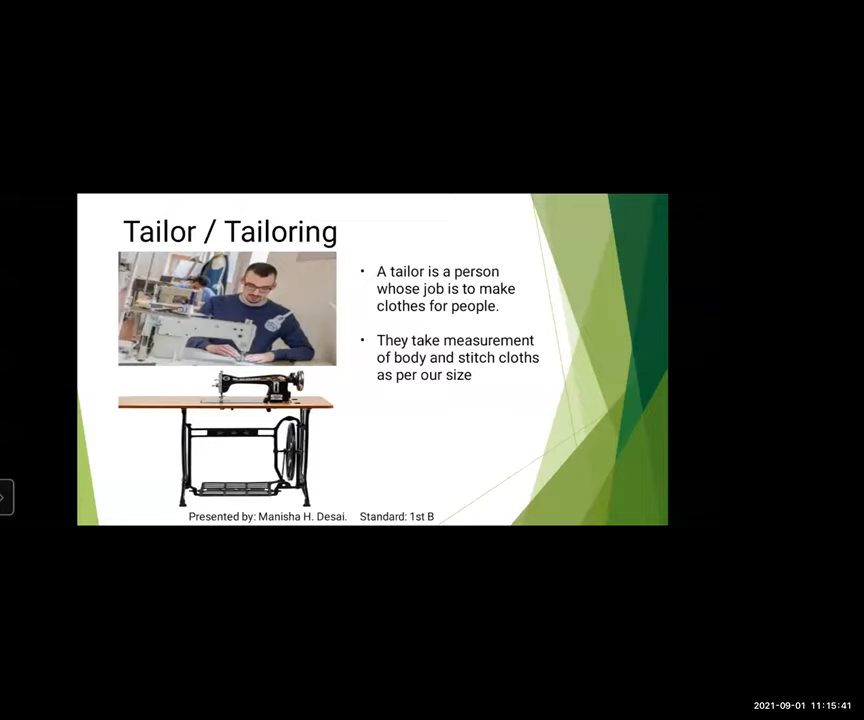 Tailor / Tailoring
• A tailor is a person
whose job is to make
clothes for people.
• They take measurement
of body and stitch cloths
as per our size
Presented by: Manisha H. Desai. Standard: 1st B
2021-09-01 11:15:41